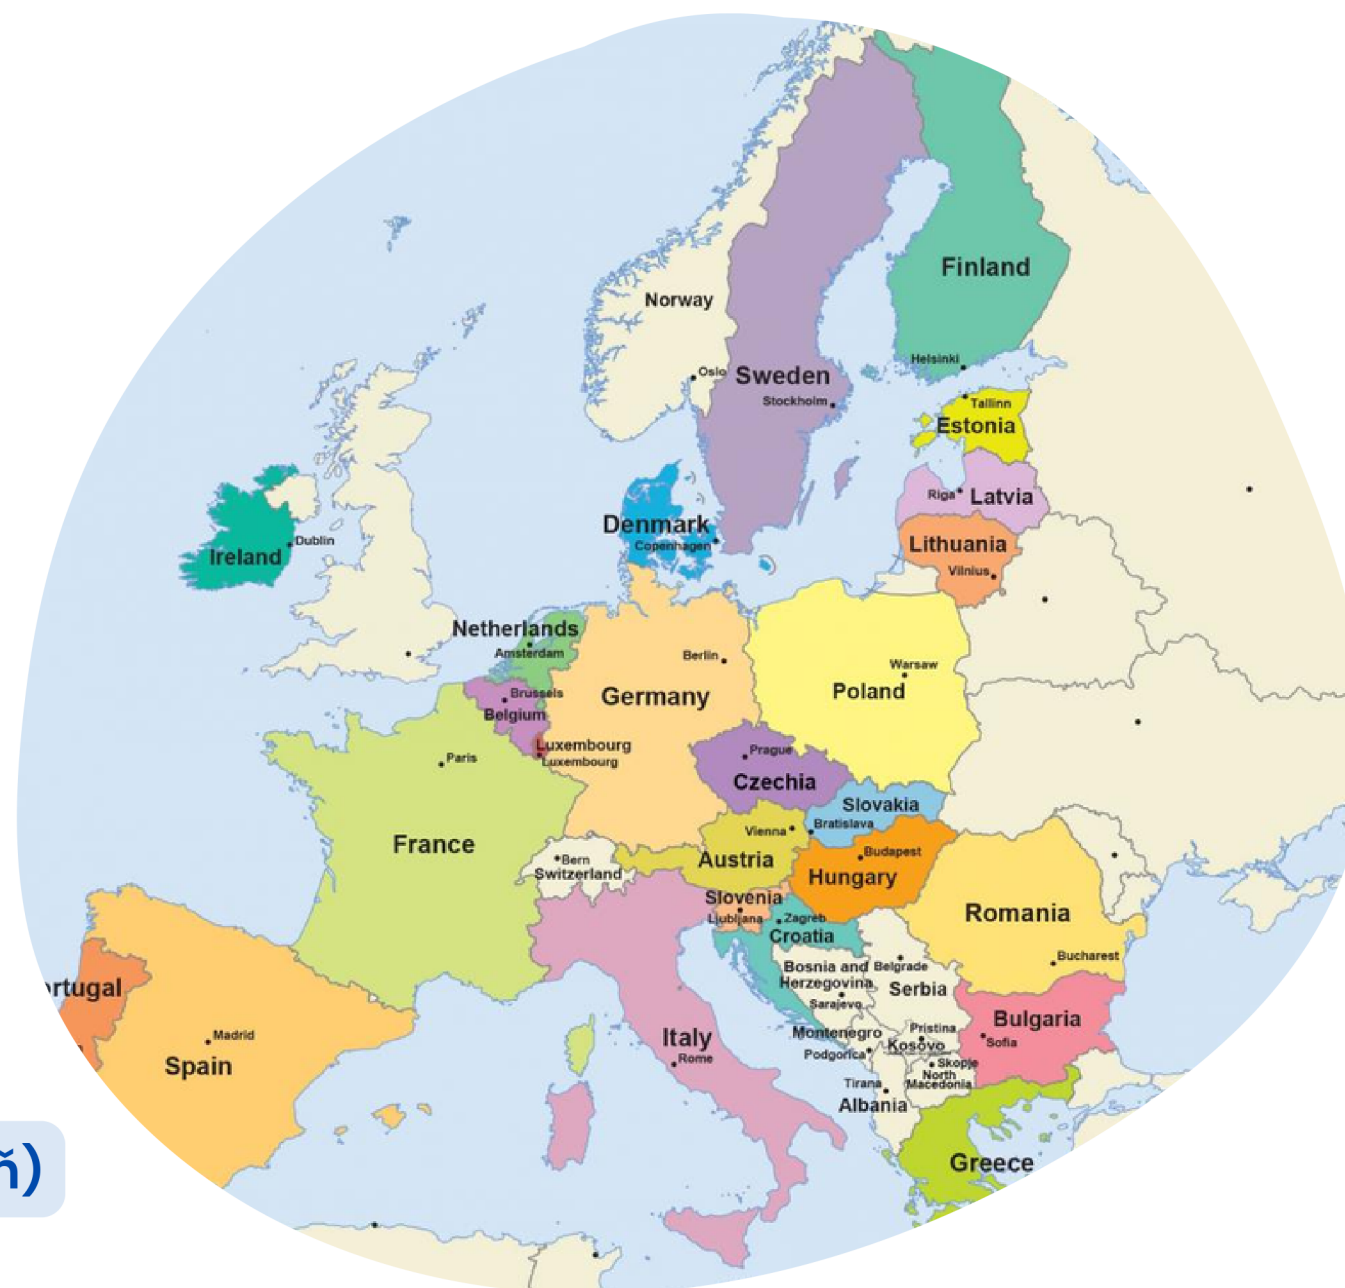 Finland
Norway
Helsinki
Oslo
Sweden
Stockholm
Tallinn
Estonia
Riga
Latvia
Denmark
Copenhagen
Dublin
Ireland
Lithuania
Vilnius
Netherlands
Amsterdam
Berlin
Warsaw
Brussels
Germany
Poland
Belgium
Luxembourg
Luxembourg
Paris
Prague
Czechia
Slovakia
Bratislava
Vienna
France
Austria
Budapest
Bern
Switzerland
Hungary
Slovenia
Ljubljana
Zagreb
Croatia
Romania
Bucharest
Bosnia and
Herzegovina
Sarajevo
Belgrade
Serbia
rtugal
Madrid
Spain
Italy
Rome
Montenegro
Podgorica
Pristina
Kosovo
Bulgaria
Sofia
Skopje
North
Macedonia
Tirana
Albania
Greece
ň)